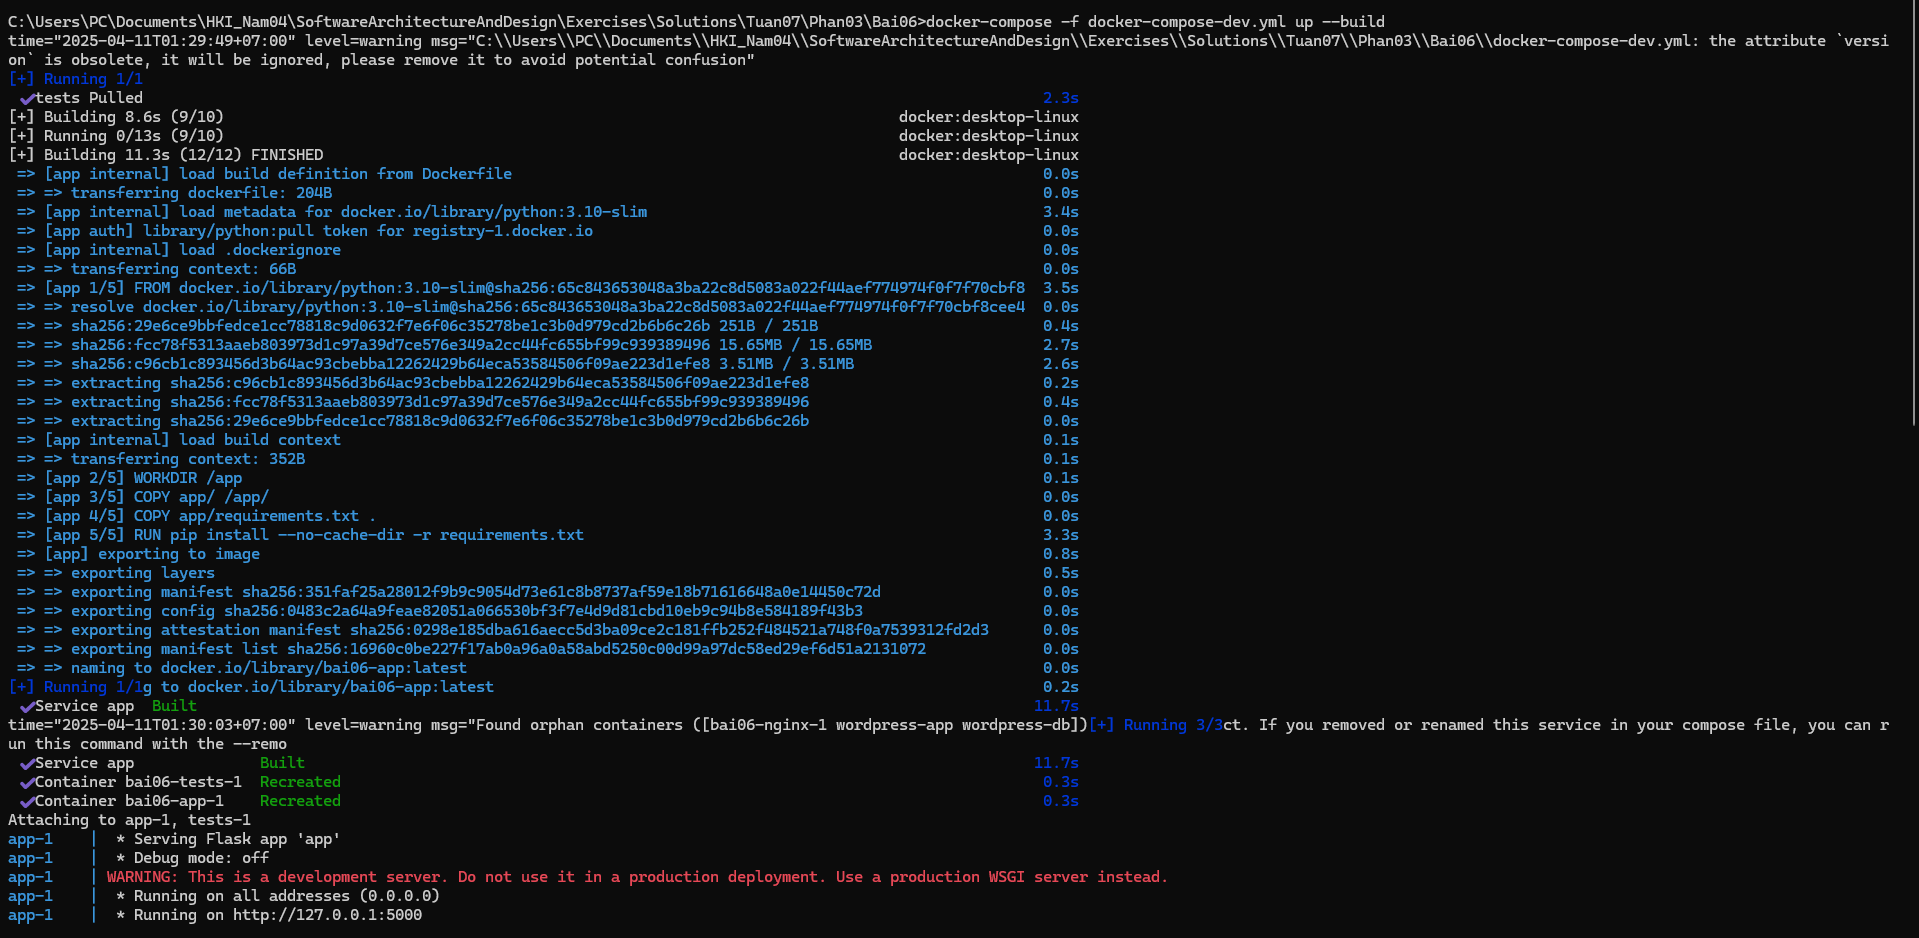 C:\Users\PC\Documents\HKI_Nam04\SoftwareArchitectureAndDesign\Exercises\Solutions\Tuan07\Phan03\Bai06>docker-compose -f docker-compose-dev.yml up --build
time="2025-04-11T01:29:49+07:00" level=warning msg="C:\\Users\\PC\\Documents\\HKI_Nam04\\SoftwareArchitectureAndDesign\\Exercises\\Solutions\\Tuan07\\Phan03\\Bai06\\docker-compose-dev.yml: the attribute `versi
on` is obsolete, it will be ignored, please remove it to avoid potential confusion"
[+] Running 1/1
✔tests Pulled 2.3s
[+] Building 8.6s (9/10) docker:desktop-linux
[+] Running 0/13s (9/10) docker:desktop-linux
[+] Building 11.3s (12/12) FINISHED docker:desktop-linux
=> [app internal] load build definition from Dockerfile 0.0s
=> => transferring dockerfile: 204B 0.0s
=> [app internal] load metadata for docker.io/library/python:3.10-slim 3.4s
=> [app auth] library/python:pull token for registry-1.docker.io 0.0s
=> [app internal] load .dockerignore 0.0s
=> => transferring context: 66B 0.0s
=> [app 1/5] FROM docker.io/library/python:3.10-slim@sha256:65c843653048a3ba22c8d5083a022f44aef774974f0f7f70cbf8 3.5s
=> => resolve docker.io/library/python:3.10-slim@sha256:65c843653048a3ba22c8d5083a022f44aef774974f0f7f70cbf8cee4 0.0s
=> => sha256:29e6ce9bbfedce1cc78818c9d0632f7e6f06c35278be1c3b0d979cd2b6b6c26b 251B / 251B 0.4s
=> => sha256:fcc78f5313aaeb803973d1c97a39d7ce576e349a2cc44fc655bf99c939389496 15.65MB / 15.65MB 2.7s
=> => sha256:c96cb1c893456d3b64ac93cbebba12262429b64eca53584506f09ae223d1efe8 3.51MB / 3.51MB 2.6s
=> => extracting sha256:c96cb1c893456d3b64ac93cbebba12262429b64eca53584506f09ae223d1efe8 0.2s
=> => extracting sha256:fcc78f5313aaeb803973d1c97a39d7ce576e349a2cc44fc655bf99c939389496 0.4s
=> => extracting sha256:29e6ce9bbfedce1cc78818c9d0632f7e6f06c35278be1c3b0d979cd2b6b6c26b 0.0s
=> [app internal] load build context 0.1s
=> => transferring context: 352B 0.1s
=> [app 2/5] WORKDIR /app 0.1s
=> [app 3/5] COPY app/ /app/ 0.0s
=> [app 4/5] COPY app/requirements.txt . 0.0s
=> [app 5/5] RUN pip install --no-cache-dir -r requirements.txt 3.3s
=> [app] exporting to image 0.8s
=> => exporting layers 0.5s
=> => exporting manifest sha256:351faf25a28012f9b9c9054d73e61c8b8737af59e18b71616648a0e14450c72d 0.0s
=> => exporting config sha256:0483c2a64a9feae82051a066530bf3f7e4d9d81cbd10eb9c94b8e584189f43b3 0.0s
=> => exporting attestation manifest sha256:0298e185dba616aecc5d3ba09ce2c181ffb252f484521a748f0a7539312fd2d3 0.0s
=> => exporting manifest list sha256:16960c0be227f17ab0a96a0a58abd5250c00d99a97dc58ed29ef6d51a2131072 0.0s
=> => naming to docker.io/library/bai06-app:latest 0.0s
[+] Running 1/1g to docker.io/library/bai06-app:latest 0.2s
✔Service app Built 11.7s
time="2025-04-11T01:30:03+07:00" level=warning msg="Found orphan containers ([bai06-nginx-1 wordpress-app wordpress-db])[+] Running 3/3ct. If you removed or renamed this service in your compose file, you can r
un this command with the --remo
✔Service app Built 11.7s
✔Container bai06-tests-1 Recreated 0.3s
✔Container bai06-app-1 Recreated 0.3s
Attaching to app-1, tests-1
app-1 | * Serving Flask app 'app'
app-1 | * Debug mode: off
app-1 | WARNING: This is a development server. Do not use it in a production deployment. Use a production WSGI server instead.
app-1 | * Running on all addresses (0.0.0.0)
app-1 | * Running on http://127.0.0.1:5000